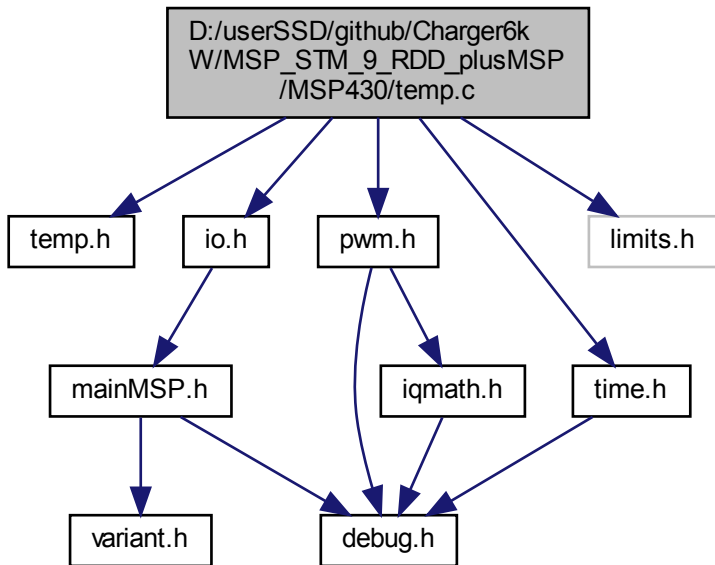 D:/userSSD/github/Charger6k
W/MSP_STM_9_RDD_plusMSP
/MSP430/temp.c
temp.h
io.h
pwm.h
limits.h
mainMSP.h
iqmath.h
time.h
variant.h
debug.h